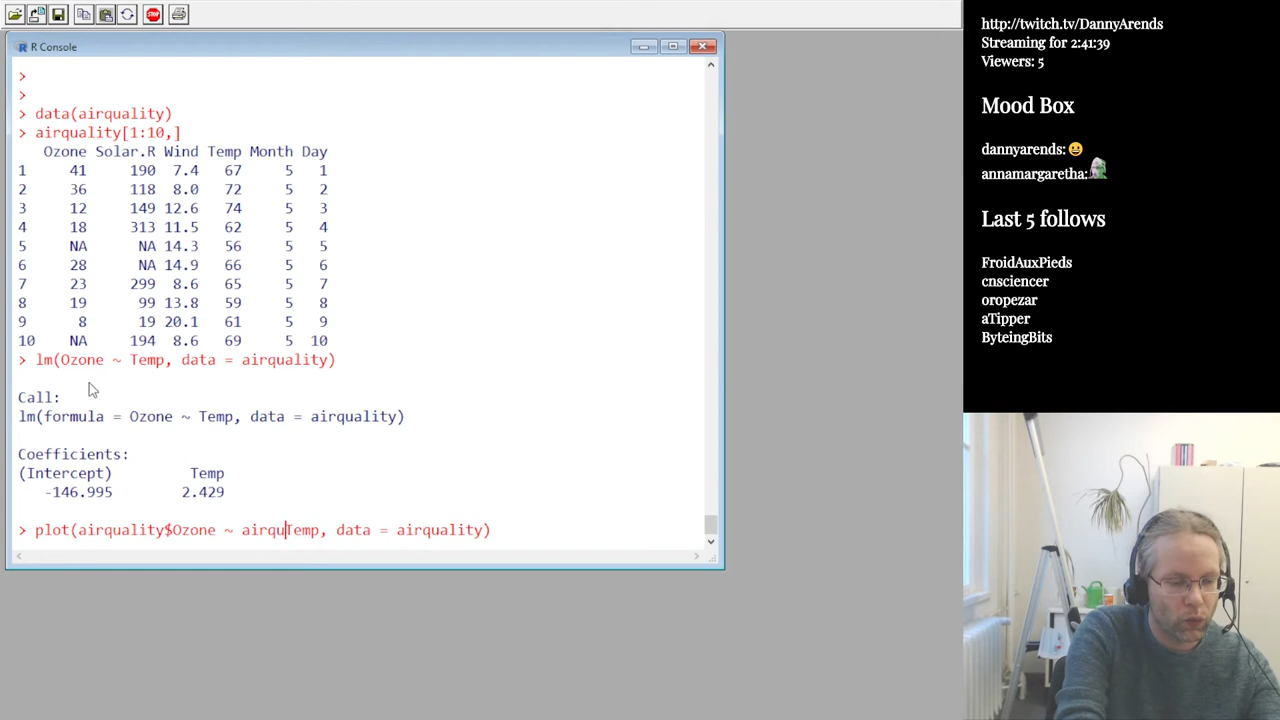 R Console
>
>
> data(airquality)
> airquality[1:10,]
Ozone Solar.R Wind Temp Month Day
1 41 190 7.4 67 5 1
2 36 118 8.0 72 5 2
3 12 149 12.6 74 5 3
4 18 313 11.5 62 5 4
5 NA NA 14.3 56 5 5
6 28 NA 14.9 66 5 6
7 23 299 8.6 65 5 7
8 19 99 13.8 59 5 8
9 8 19 20.1 61 5 9
10 NA 194 8.6 69 5 10
> lm(Ozone ~ Temp, data = airquality)
Call:
lm(formula = Ozone ~ Temp, data = airquality)
Coefficients:
(Intercept) Temp
-146.995 2.429
> plot(airquality$Ozone ~ airquTemp, data = airquality)
http://twitch.tv/DannyArends
Streaming for 2:41:39
Viewers: 5
Mood Box
dannyarends:
annamargaretha:
Last 5 follows
FroidAuxPieds
cnsciencer
oropezar
aTipper
ByteingBits
STOP